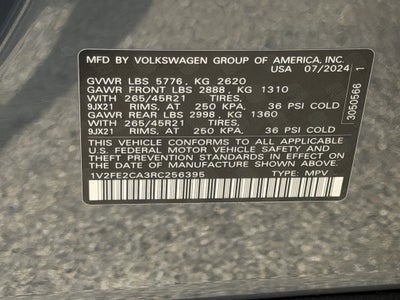 MFD BY VOLKSWAGEN GROUP OF AMERICA, INC.
USA 07/2024
GVWR LBS 5776, KG 2620
GAWR FRONT LBS 2888, KG 1310
WITH 265/45R21 TIRES,
9JX21 RIMS, AT 250 KPA, 36 PSI COLD
GAWR REAR LBS 2998, KG 1360
WITH 265/45R21 TIRES,
9JX21 RIMS, AT 250 KPA, 36 PSI COLD
THIS VEHICLE CONFORMS TO ALL APPLICABLE
FEDERAL MOTOR VEHICLE SAFETY
AND THEFT PREVENTION STANDARDS IN EFFECT ON THE
DATE OF MANUFACTURE SHOWN ABOVE.
1V2FE2CA3RC256395 TYPE: MPV
3050566 1